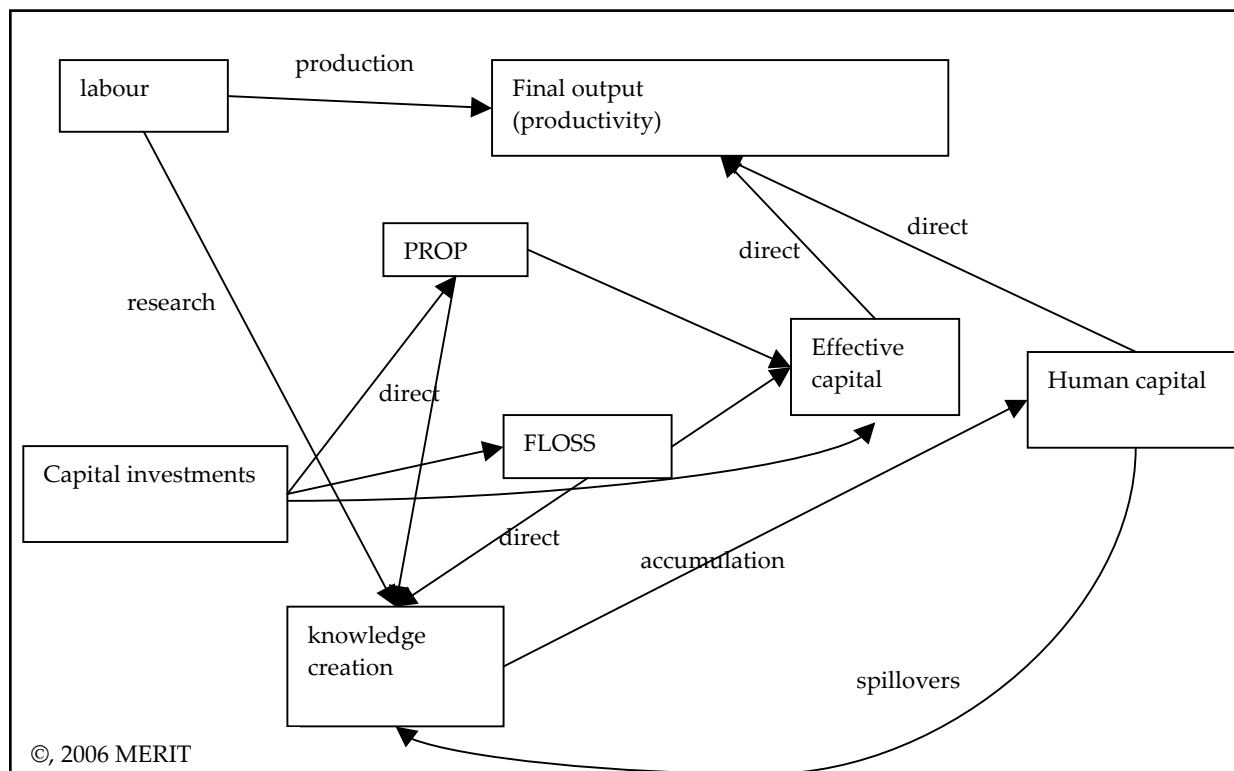 production
labour
Final output
(productivity)
direct
direct
PROP
research
Effective
capital
Human capital
direct
FLOSS
Capital investments
direct
accumulation
knowledge
creation
spillovers
©, 2006 MERIT